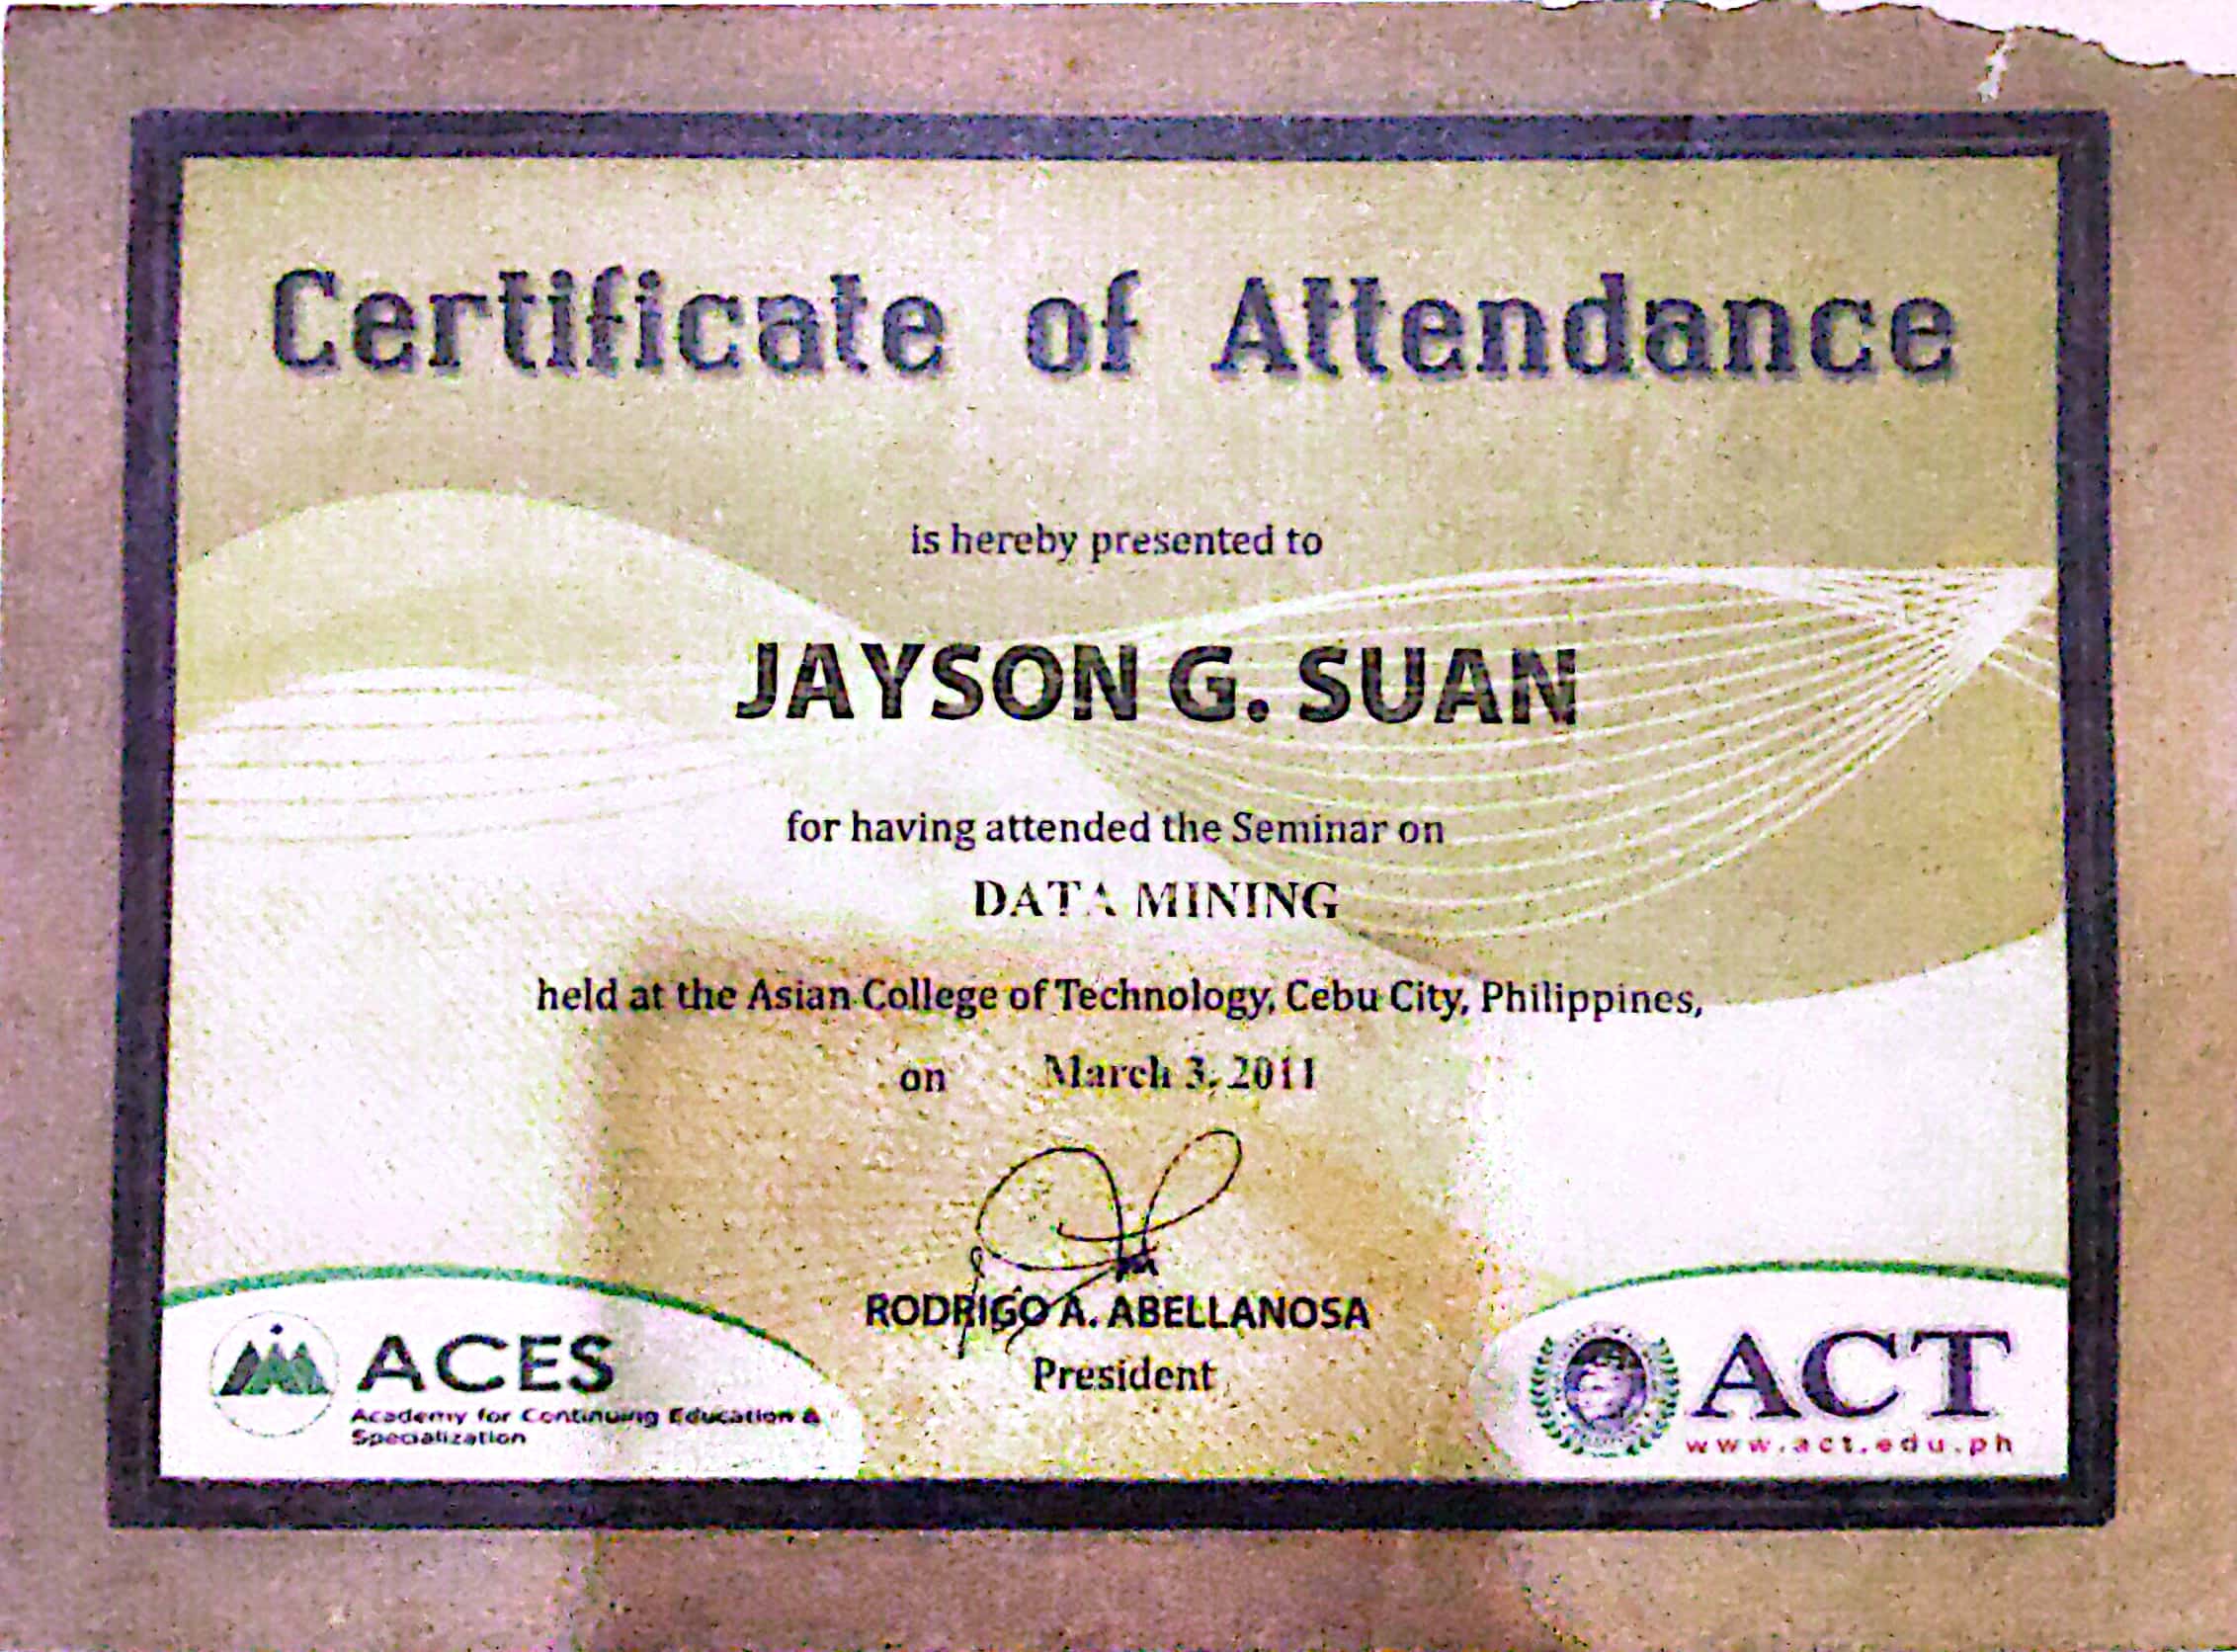 Certificate of Attendance
is hereby presented to
JAYSON G. SUAN
for having attended the Seminar on
DATA MINING
held at the Asian College of Technology, Cebu City, Philippines,
on March 3, 2011
RODRIGO A. ABELLANOSA
President
ACES
Academy for Continuing Education &
Specialization
ACT
www.act.edu.ph